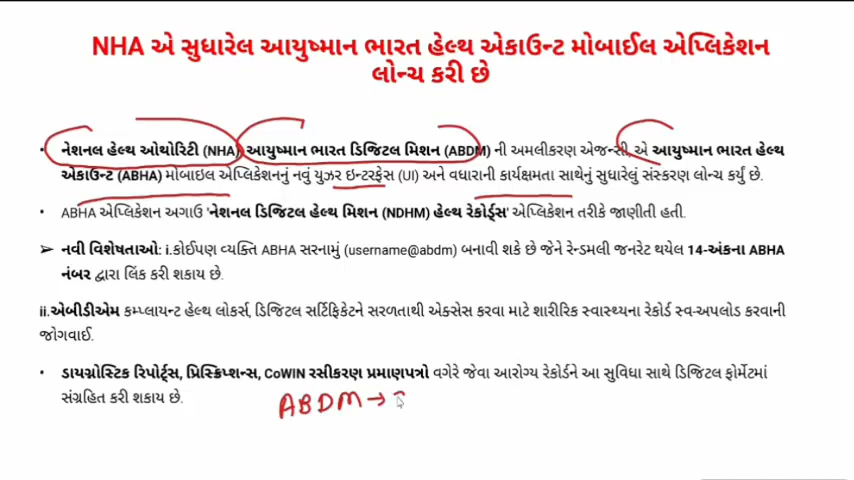 NHA એ સુધારેલ આયુષ્માન ભારત હેલ્થ એકાઉન્ટ મોબાઈલ એપ્લિકેશન
લોન્ચ કરી છે
• નેશનલ હેલ્થ ઓથોરિટી (NHA) આયુષ્માન ભારત ડિજિટલ મિશન (ABDM) ની અમલીકરણ એજન્સી, એ આયુષ્માન ભારત હેલ્થ
એકાઉન્ટ (ABHA) મોબાઇલ એપ્લિકેશનનું નવું યુઝર ઇન્ટરફેસ (UI) અને વધારાની કાર્યક્ષમતા સાથેનું સુધારેલું સંસ્કરણ લોન્ચ કર્યું છે.
• ABHA એપ્લિકેશન અગાઉ 'નેશનલ ડિજિટલ હેલ્થ મિશન (NDHM) હેલ્થ રેકોર્ડ્સ' એપ્લિકેશન તરીકે જાણીતી હતી.
➢ નવી વિશેષતાઓ: i.કોઈપણ વ્યક્તિ ABHA સરનામું (username@abdm) બનાવી શકે છે જેને રેન્ડમલી જનરેટ થયેલ 14-અંકના ABHA
નંબર દ્વારા લિંક કરી શકાય છે.
ii.એબીડીએમ કમ્પ્લાયન્ટ હેલ્થ લોકર્સ, ડિજિટલ સર્ટિફિકેટને સરળતાથી એક્સેસ કરવા માટે શારીરિક સ્વાસ્થ્યના રેકોર્ડ સ્વ-અપલોડ કરવાની
જોગવાઈ.
• ડાયગ્નોસ્ટિક રિપોર્ટ્સ, પ્રિસ્ક્રિપ્શન્સ, CoWIN રસીકરણ પ્રમાણપત્રો વગેરે જેવા આરોગ્ય રેકોર્ડને આ સુવિધા સાથે ડિજિટલ ફોર્મેટમાં
સંગ્રહિત કરી શકાય છે.
ABDM →